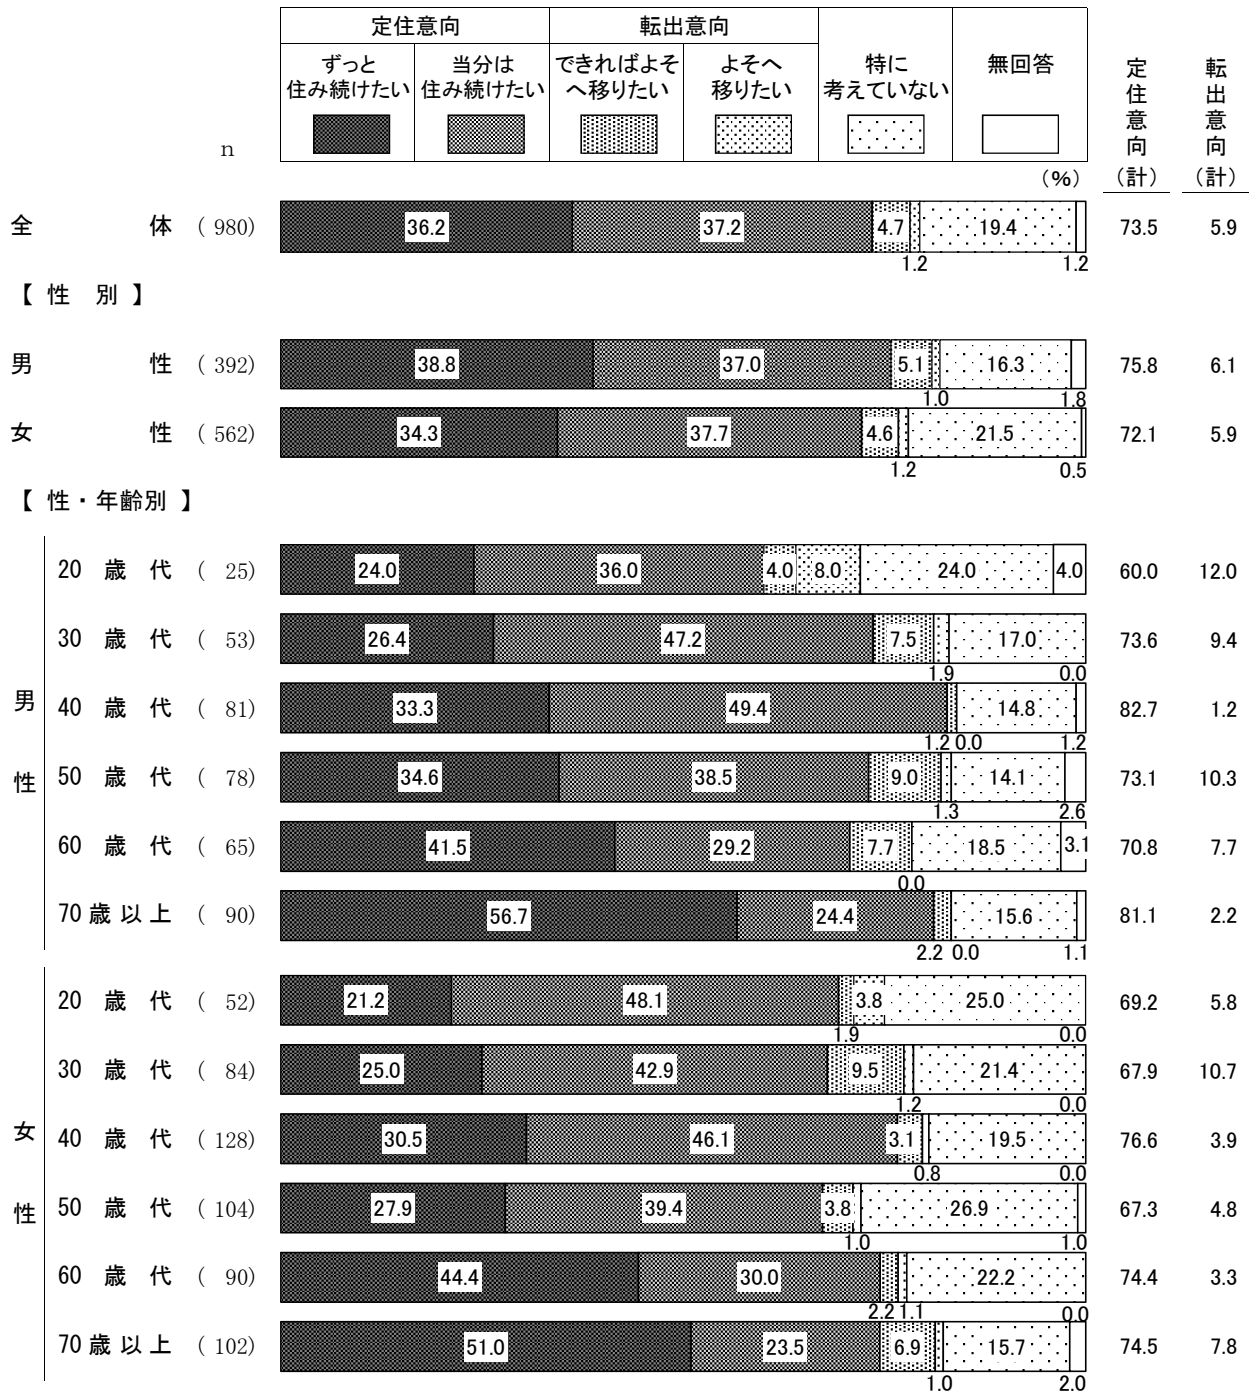 定住意向 転出意向
ずっと住み続けたい 当分は住み続けたい できればよそへ移りたい よそへ移りたい 特に考えていない 無回答 定住意向(計) 転出意向(計)
n
(%)
全体 (980) 36.2 37.2 4.7 1.2 19.4 1.2 73.5 5.9
【性別】
男性 (392) 38.8 37.0 5.1 1.0 16.3 1.8 75.8 6.1
女性 (562) 34.3 37.7 4.6 1.2 21.5 0.5 72.1 5.9
【性・年齢別】
男性
20歳代 (25) 24.0 36.0 4.0 8.0 24.0 4.0 60.0 12.0
30歳代 (53) 26.4 47.2 7.5 1.9 17.0 0.0 73.6 9.4
40歳代 (81) 33.3 49.4 1.2 0.0 14.8 1.2 82.7 1.2
50歳代 (78) 34.6 38.5 9.0 1.3 14.1 2.6 73.1 10.3
60歳代 (65) 41.5 29.2 7.7 0.0 18.5 3.1 70.8 7.7
70歳以上 (90) 56.7 24.4 2.2 0.0 15.6 1.1 81.1 2.2
女性
20歳代 (52) 21.2 48.1 1.9 3.8 25.0 0.0 69.2 5.8
30歳代 (84) 25.0 42.9 9.5 1.2 21.4 0.0 67.9 10.7
40歳代 (128) 30.5 46.1 3.1 0.8 19.5 0.0 76.6 3.9
50歳代 (104) 27.9 39.4 3.8 1.0 26.9 1.0 67.3 4.8
60歳代 (90) 44.4 30.0 2.2 1.1 22.2 0.0 74.4 3.3
70歳以上 (102) 51.0 23.5 6.9 1.0 15.7 2.0 74.5 7.8